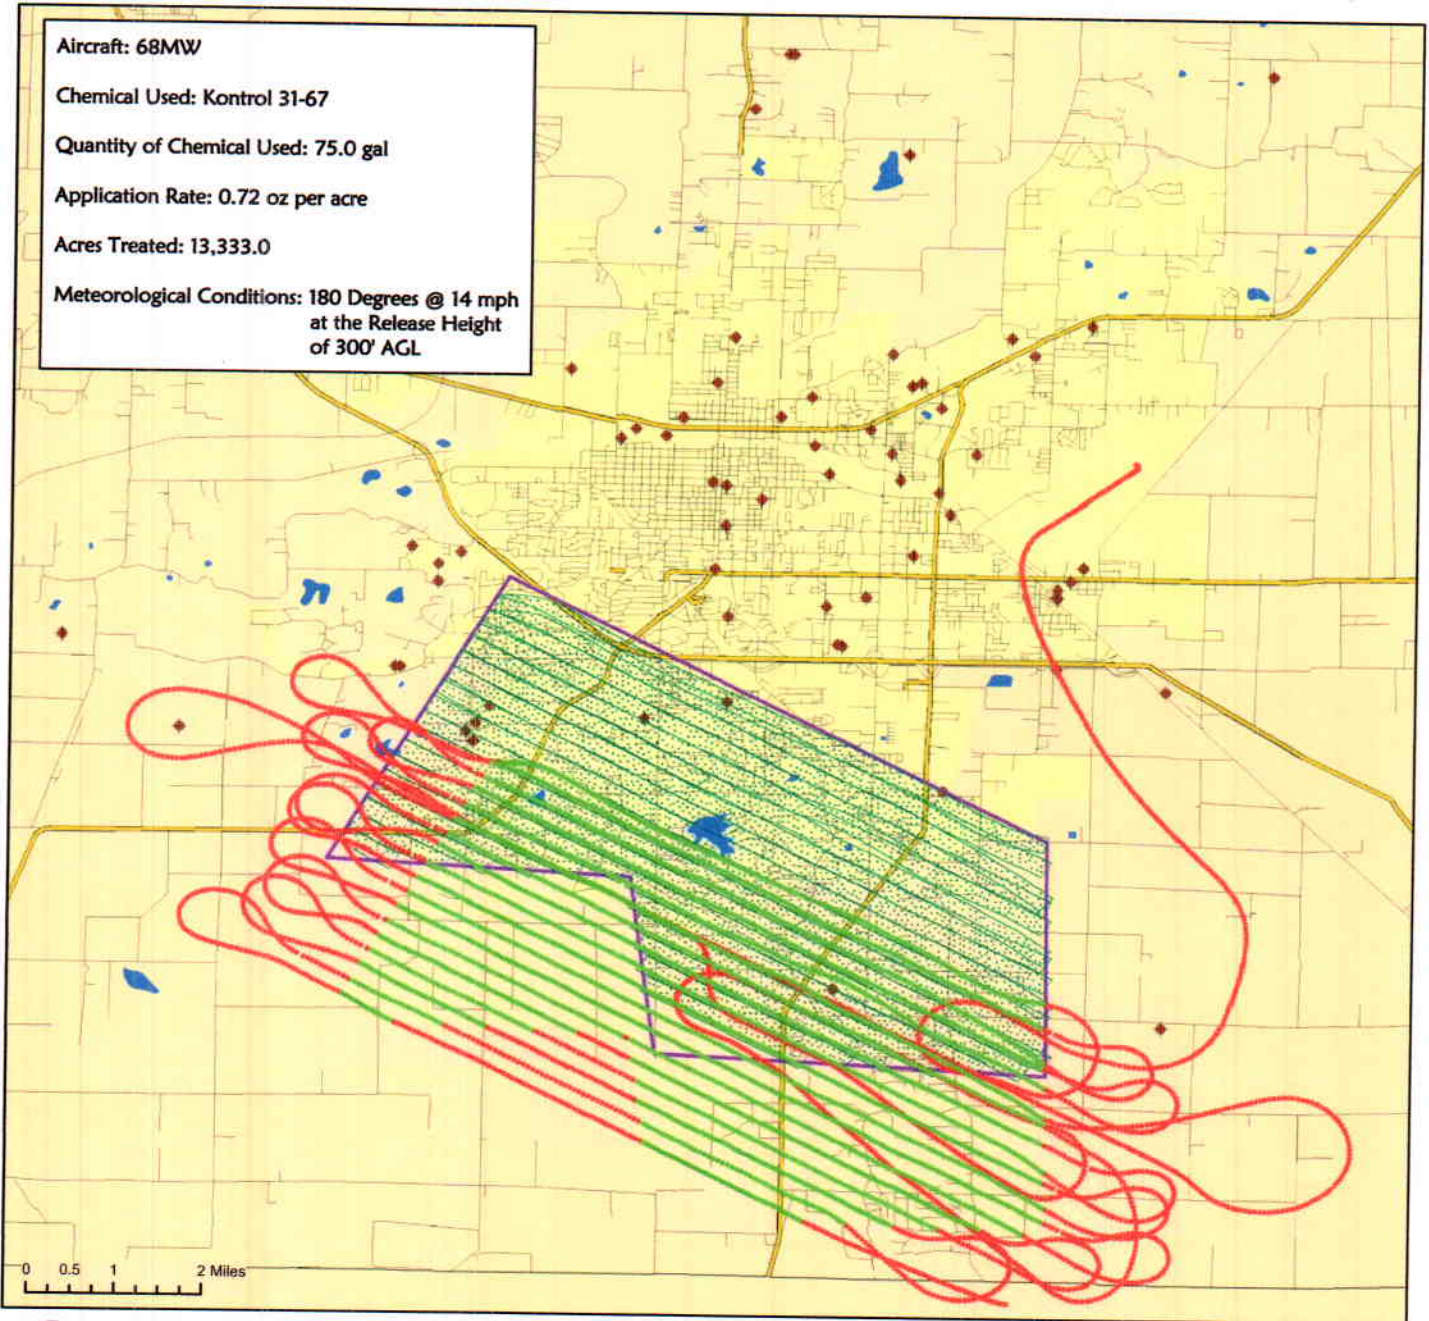 Aircraft: 68MW
Chemical Used: Kontrol 31-67
Quantity of Chemical Used: 75.0 gal
Application Rate: 0.72 oz per acre
Acres Treated: 13,333.0
Meteorological Conditions: 180 Degrees @ 14 mph
at the Release Height
of 300' AGL
0 0.5 1 2 Miles